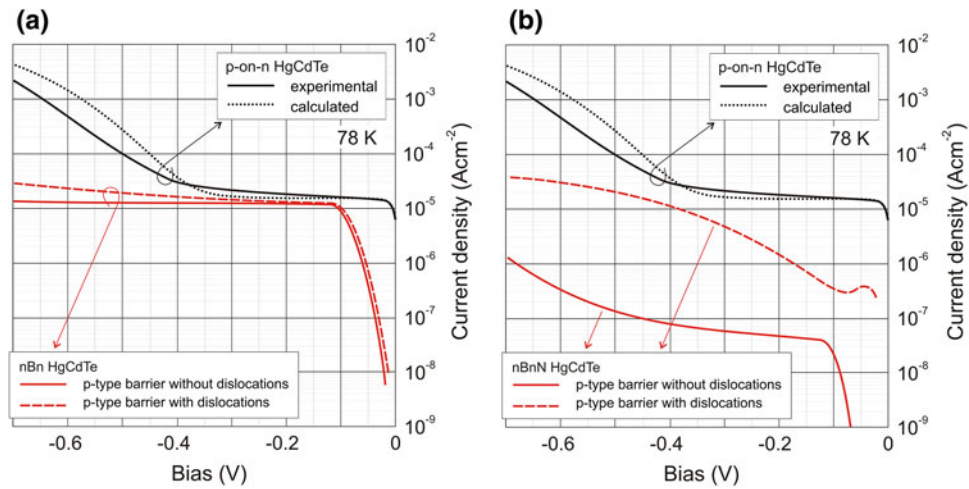 (a)
p-on-n HgCdTe
experimental
calculated
78 K
nBn HgCdTe
p-type barrier without dislocations
p-type barrier with dislocations
10⁻²
10⁻³
10⁻⁴
10⁻⁵
10⁻⁶
10⁻⁷
10⁻⁸
10⁻⁹
Current density (Acm⁻²)
-0.6 -0.4 -0.2 0
Bias (V)
(b)
p-on-n HgCdTe
experimental
calculated
78 K
nBnN HgCdTe
p-type barrier without dislocations
p-type barrier with dislocations
10⁻²
10⁻³
10⁻⁴
10⁻⁵
10⁻⁶
10⁻⁷
10⁻⁸
10⁻⁹
Current density (Acm⁻²)
-0.6 -0.4 -0.2 0
Bias (V)